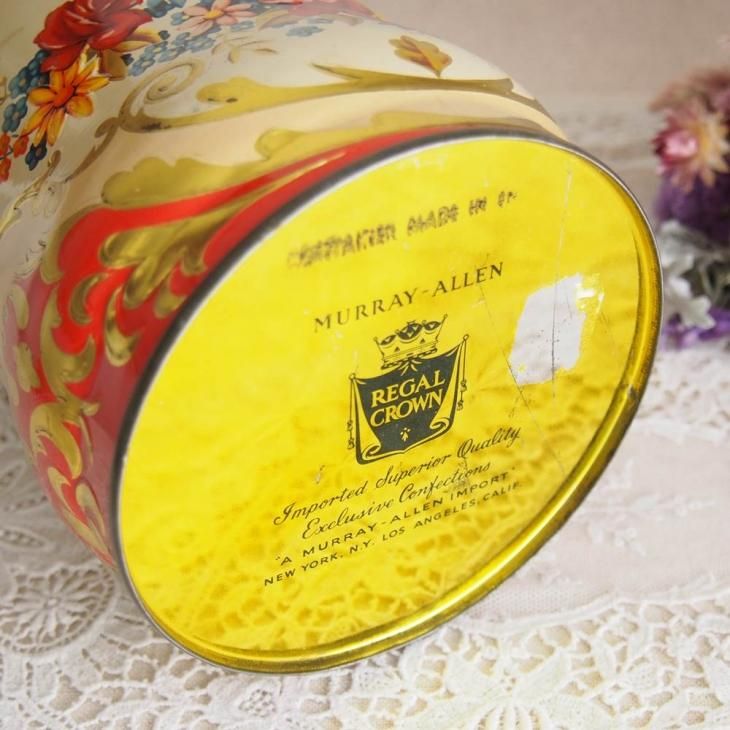 CONTAINER MADE IN
MURRAY-ALLEN
REGAL
CROWN
Imported Superior Quality
Exclusive Confections
"A MURRAY-ALLEN IMPORT"
NEW YORK, N.Y. LOS ANGELES, CALIF.